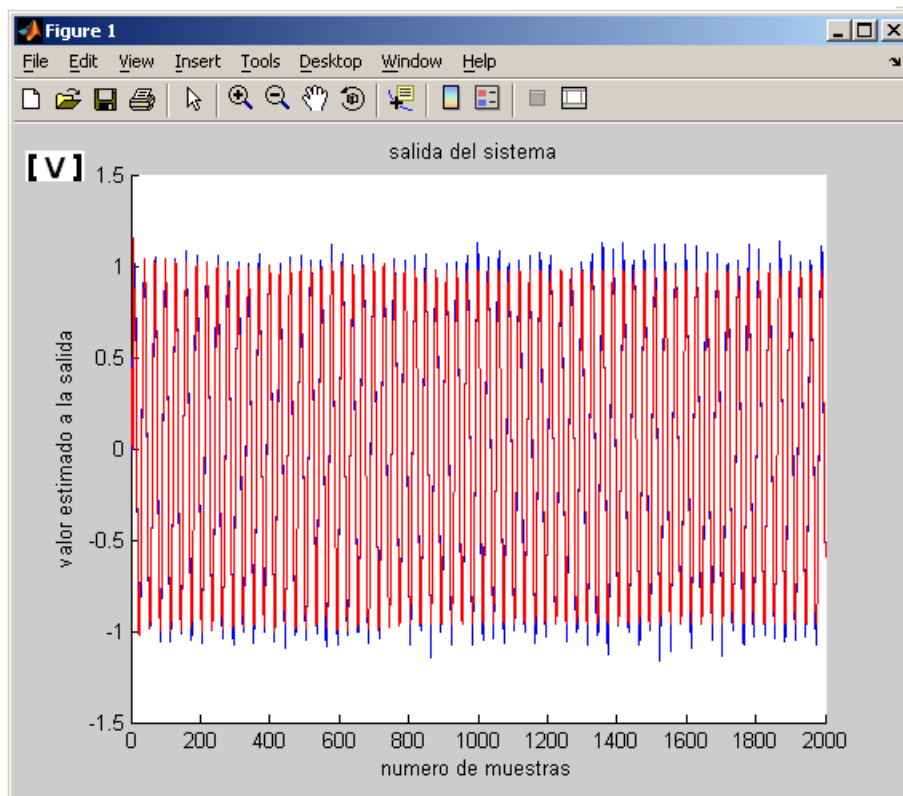 Figure 1
File Edit View Insert Tools Desktop Window Help
salida del sistema
[ V ]
1.5
1
0.5
0
-0.5
-1
-1.5
valor estimado a la salida
0 200 400 600 800 1000 1200 1400 1600 1800 2000
numero de muestras